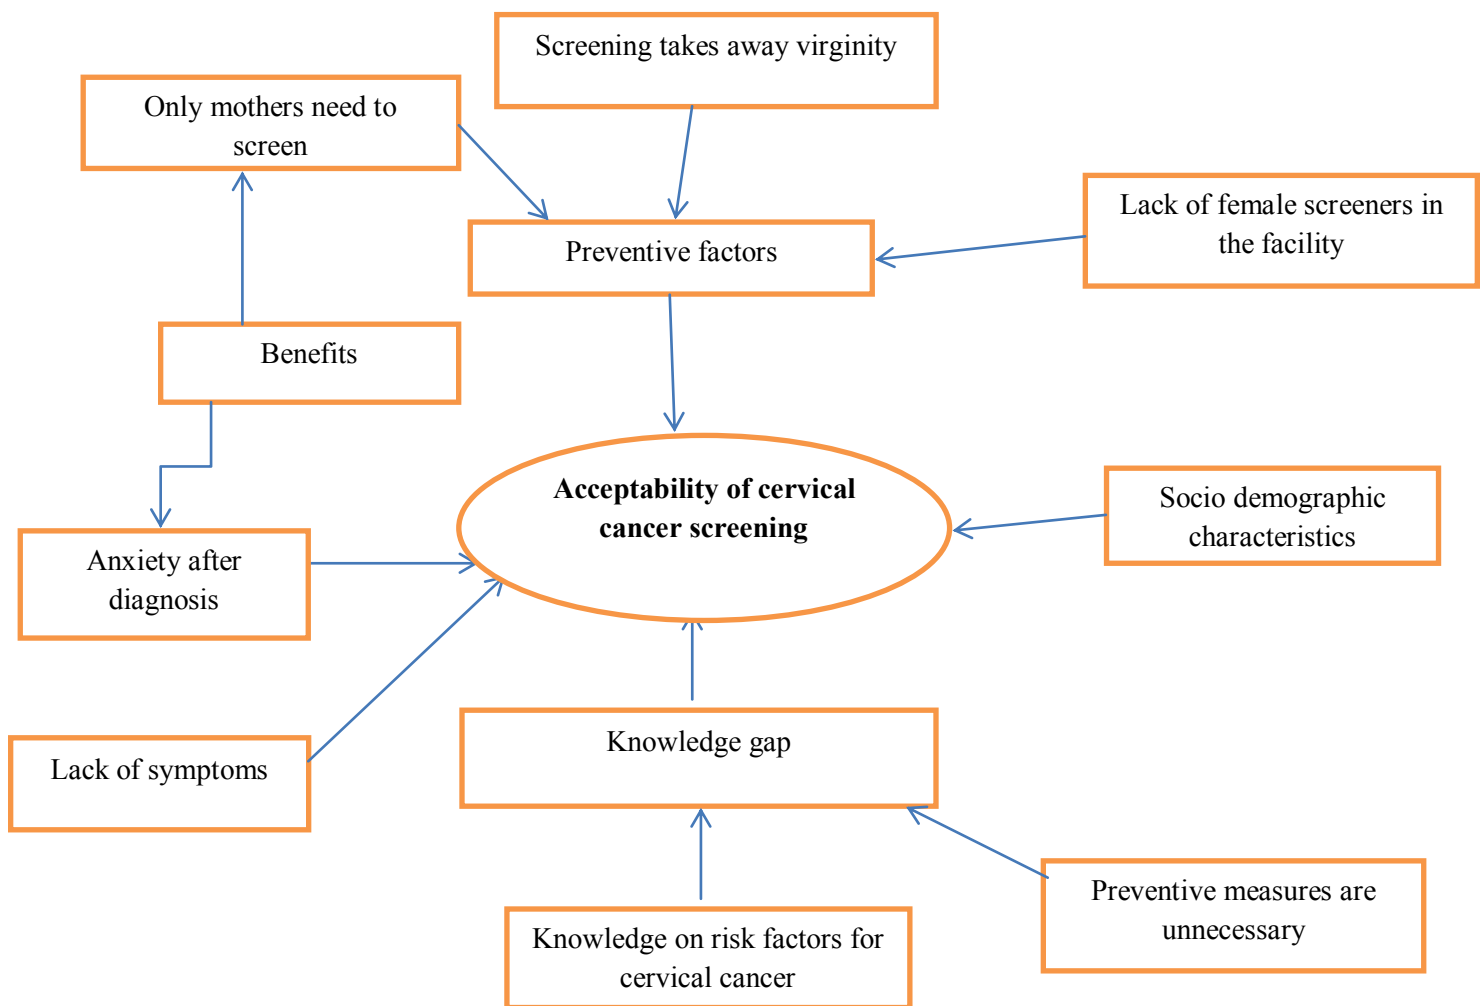 Screening takes away virginity
Only mothers need to
screen
Lack of female screeners in
the facility
Preventive factors
Benefits
Acceptability of cervical
cancer screening
Socio demographic
characteristics
Anxiety after
diagnosis
Knowledge gap
Lack of symptoms
Preventive measures are
unnecessary
Knowledge on risk factors for
cervical cancer